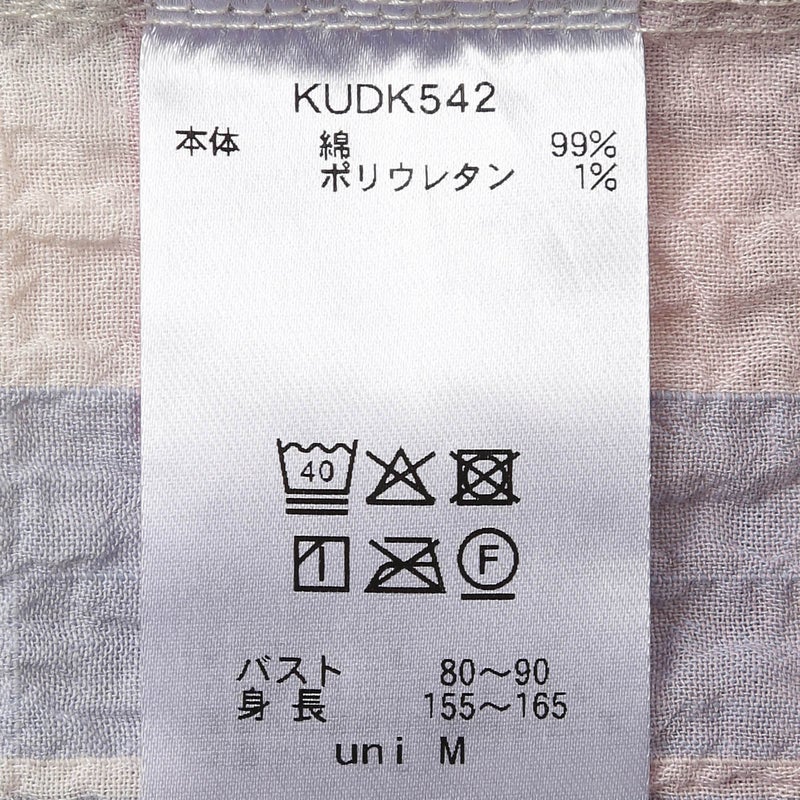 KUDK542
本体 綿 99%
ポリウレタン 1%
40
F
バスト 80～90
身長 155～165
uni M